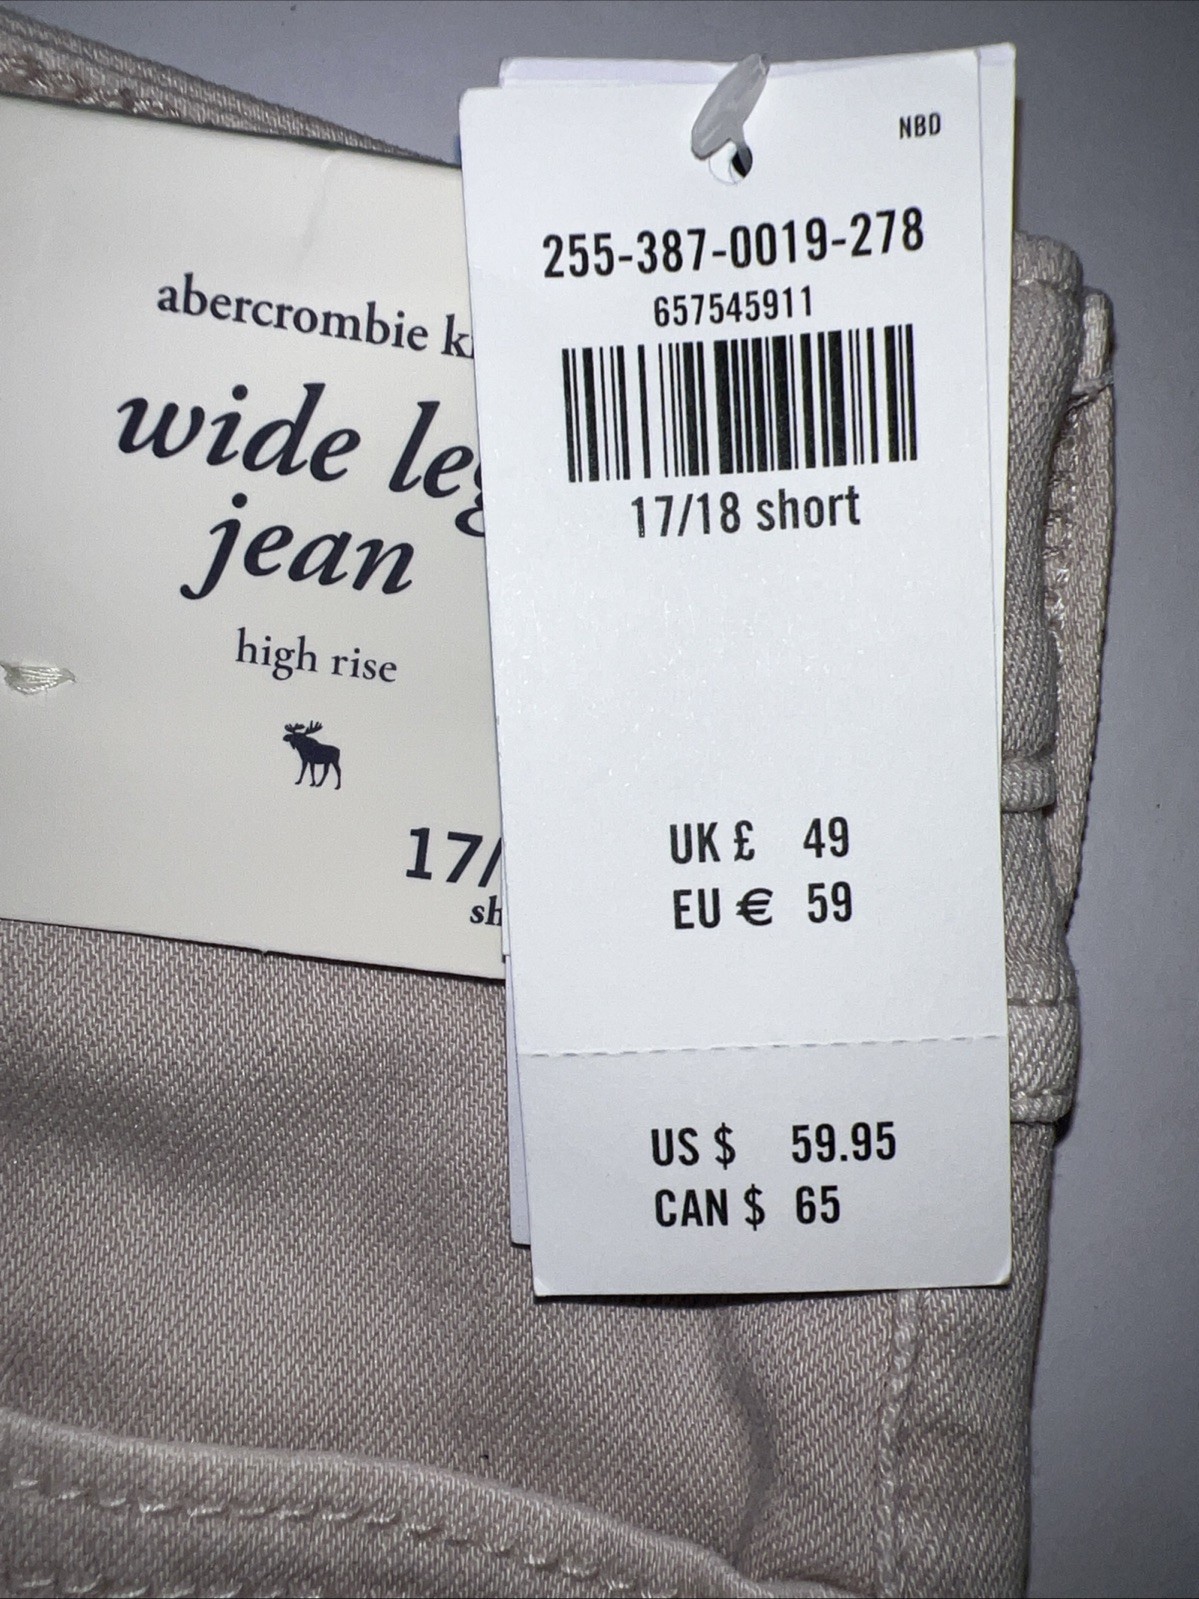 abercrombie k
wide leg
jean
high rise
17/
sh
NBD
255-387-0019-278
657545911
17/18 short
UK £ 49
EU € 59
US $ 59.95
CAN $ 65